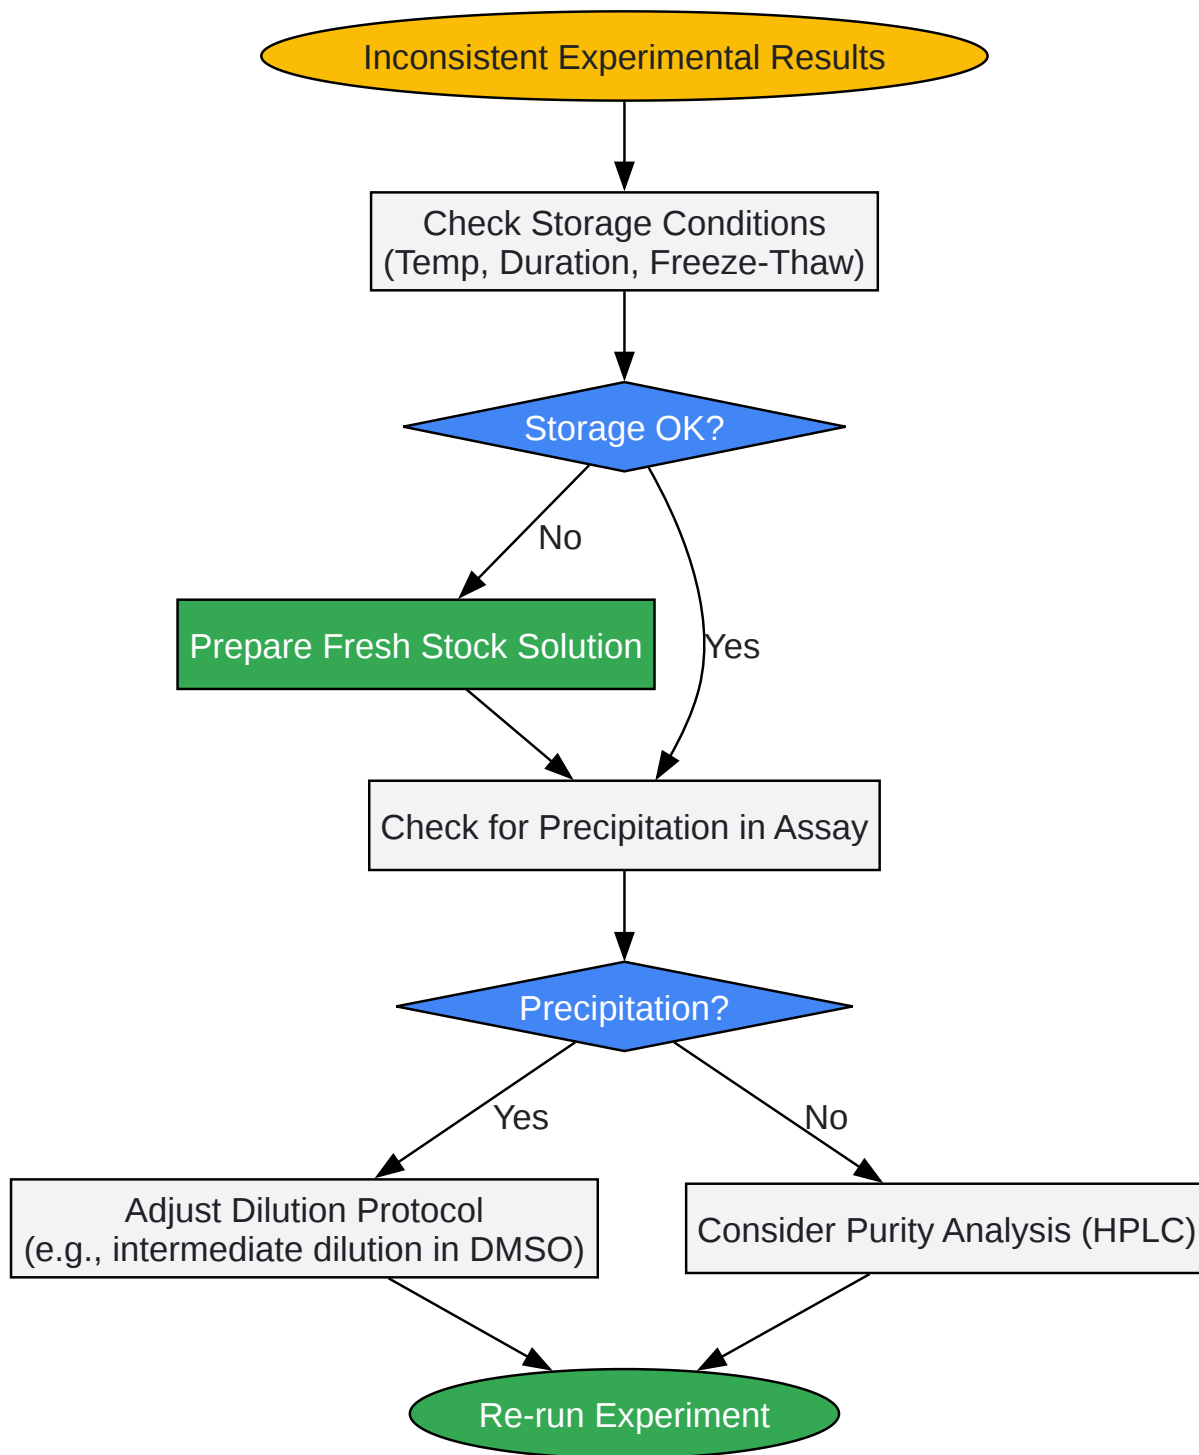 Inconsistent Experimental Results
Check Storage Conditions
(Temp, Duration, Freeze-Thaw)
Storage OK?
No
Prepare Fresh Stock Solution
Yes
Check for Precipitation in Assay
Precipitation?
Yes
No
Adjust Dilution Protocol
(e.g., intermediate dilution in DMSO)
Consider Purity Analysis (HPLC)
Re-run Experiment